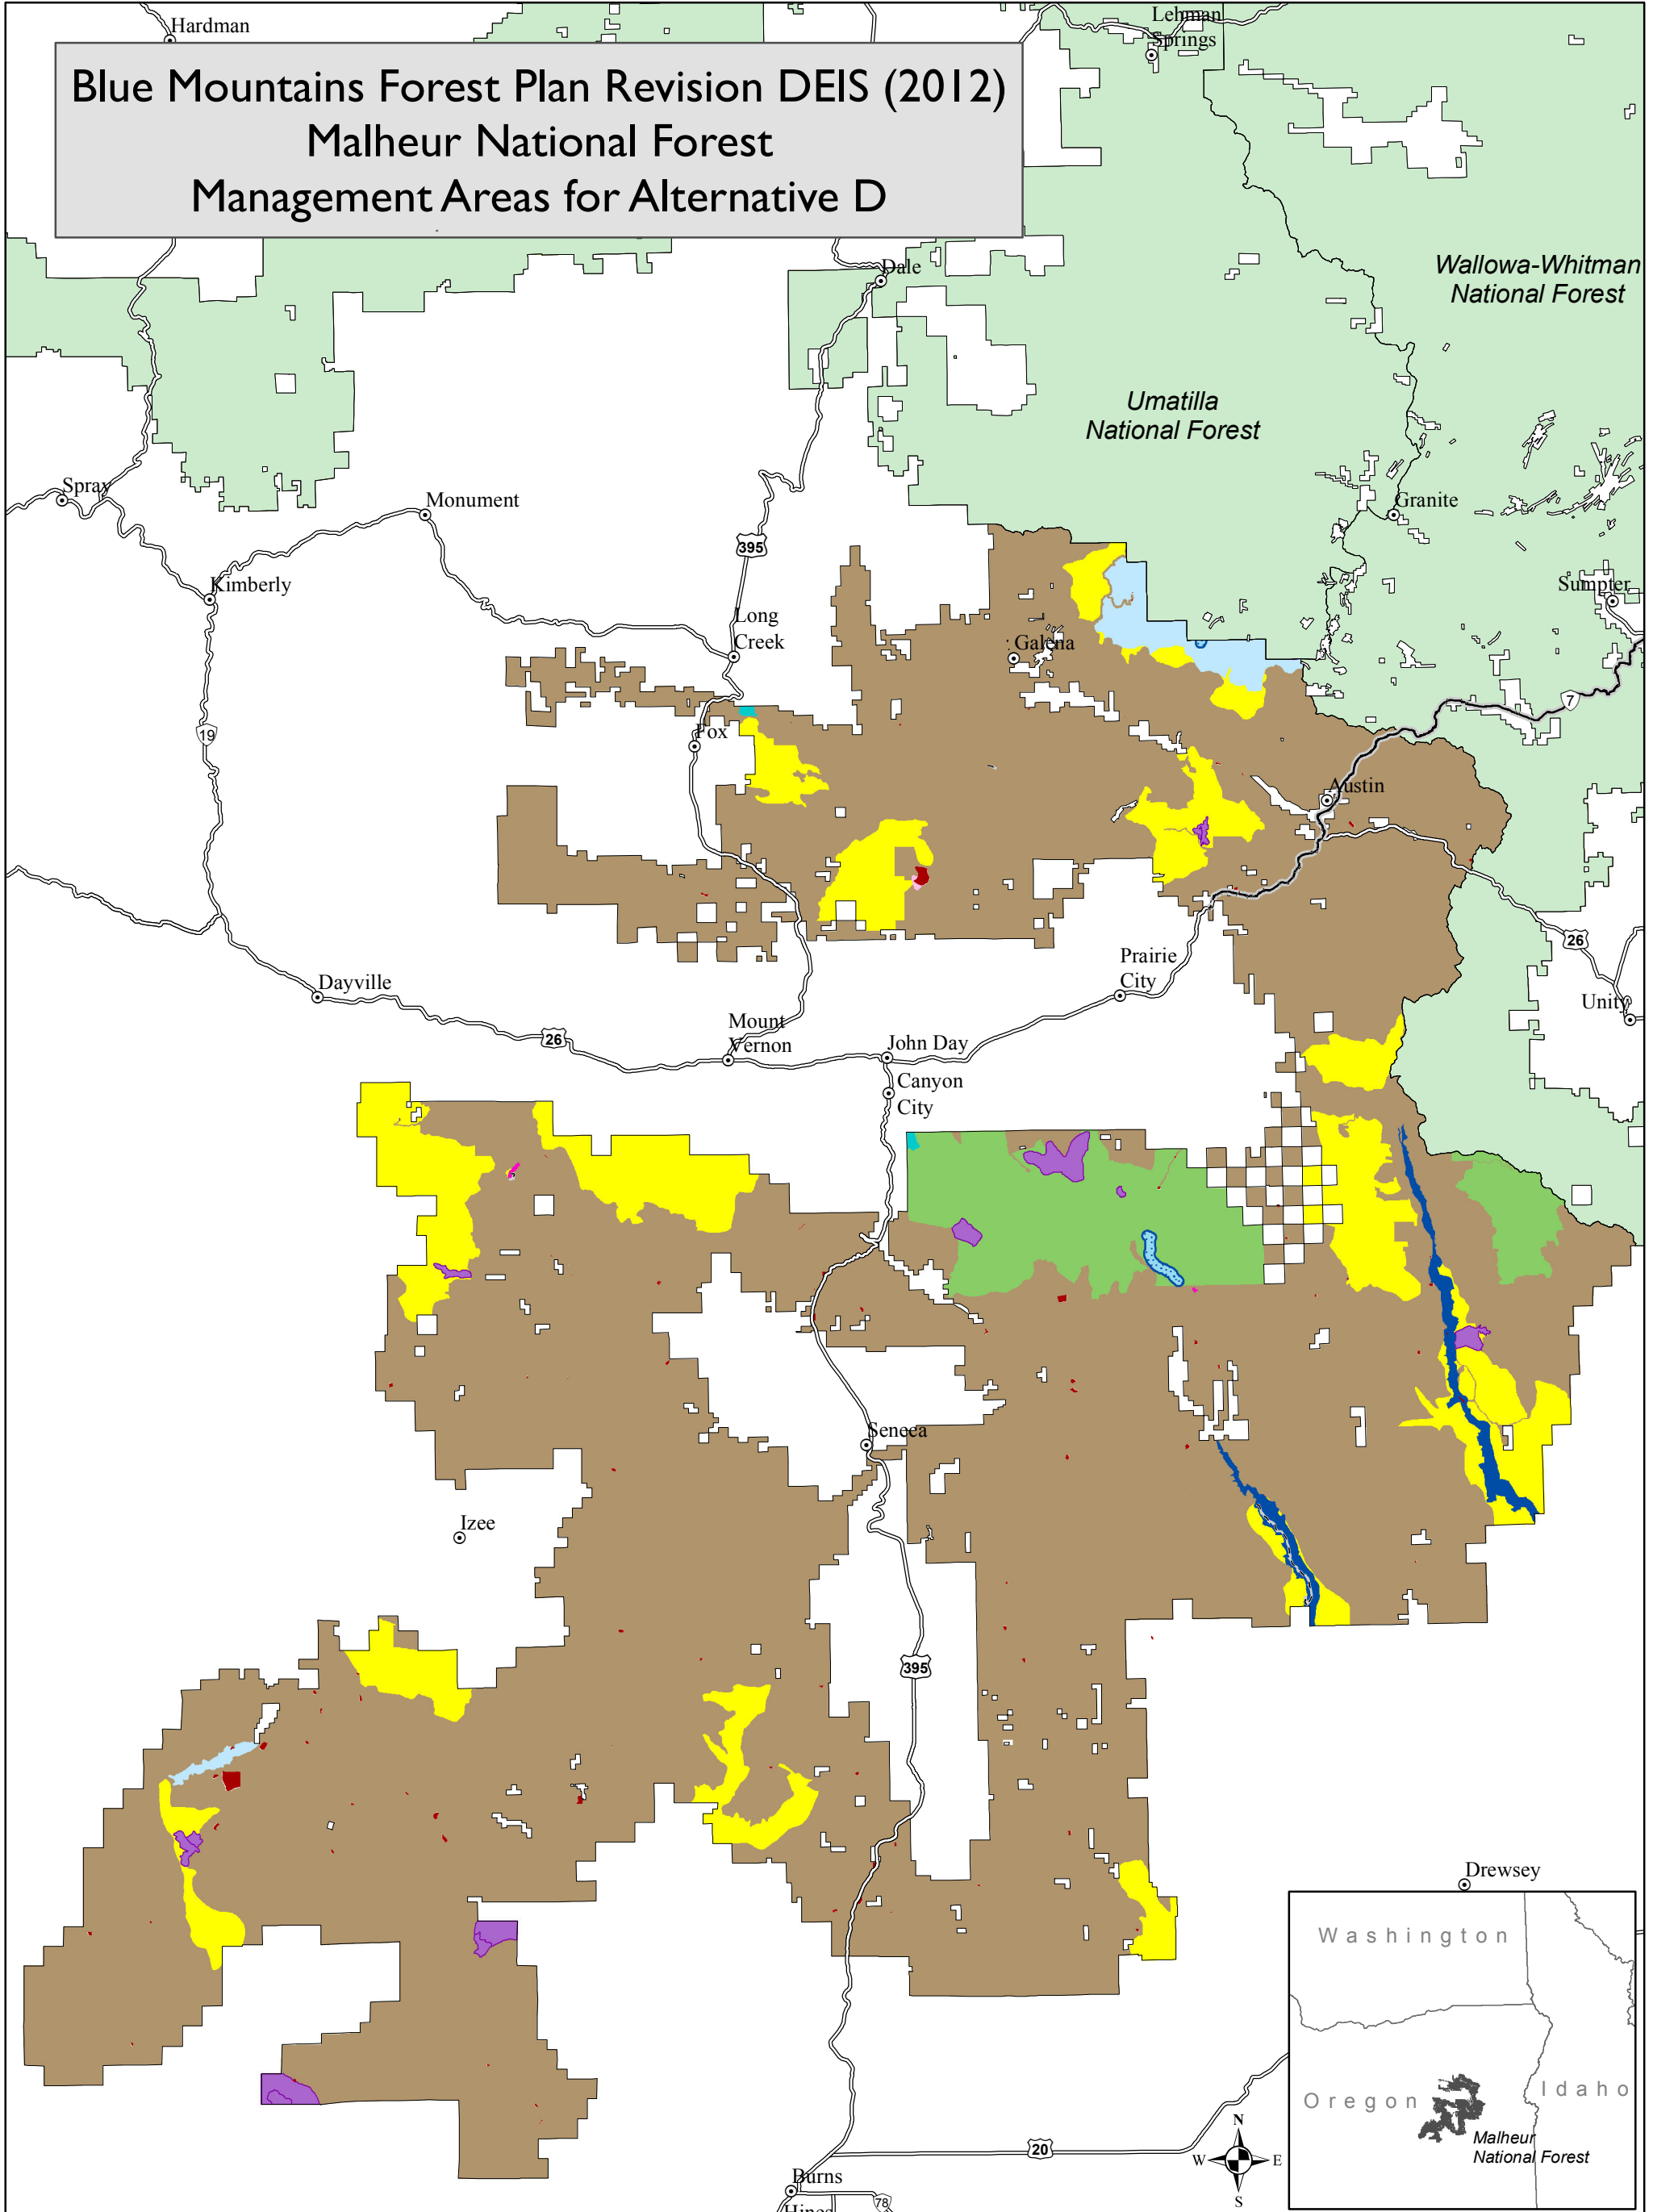 Hardman
Lehman
Springs
Blue Mountains Forest Plan Revision DEIS (2012)
Malheur National Forest
Management Areas for Alternative D
Dale
Wallowa-Whitman
National Forest
Umatilla
National Forest
Spray
Monument
Granite
395
Kimberly
Sumpter
Long
Creek
Galena
7
19
Fox
Austin
26
Prairie
City
Dayville
Unity
Mount
Vernon
26
John Day
Canyon
City
Seneca
Izee
395
Drewsey
Washington
Oregon
Idaho
Malheur
National Forest
N
W
E
S
20
Burns
Hines
78